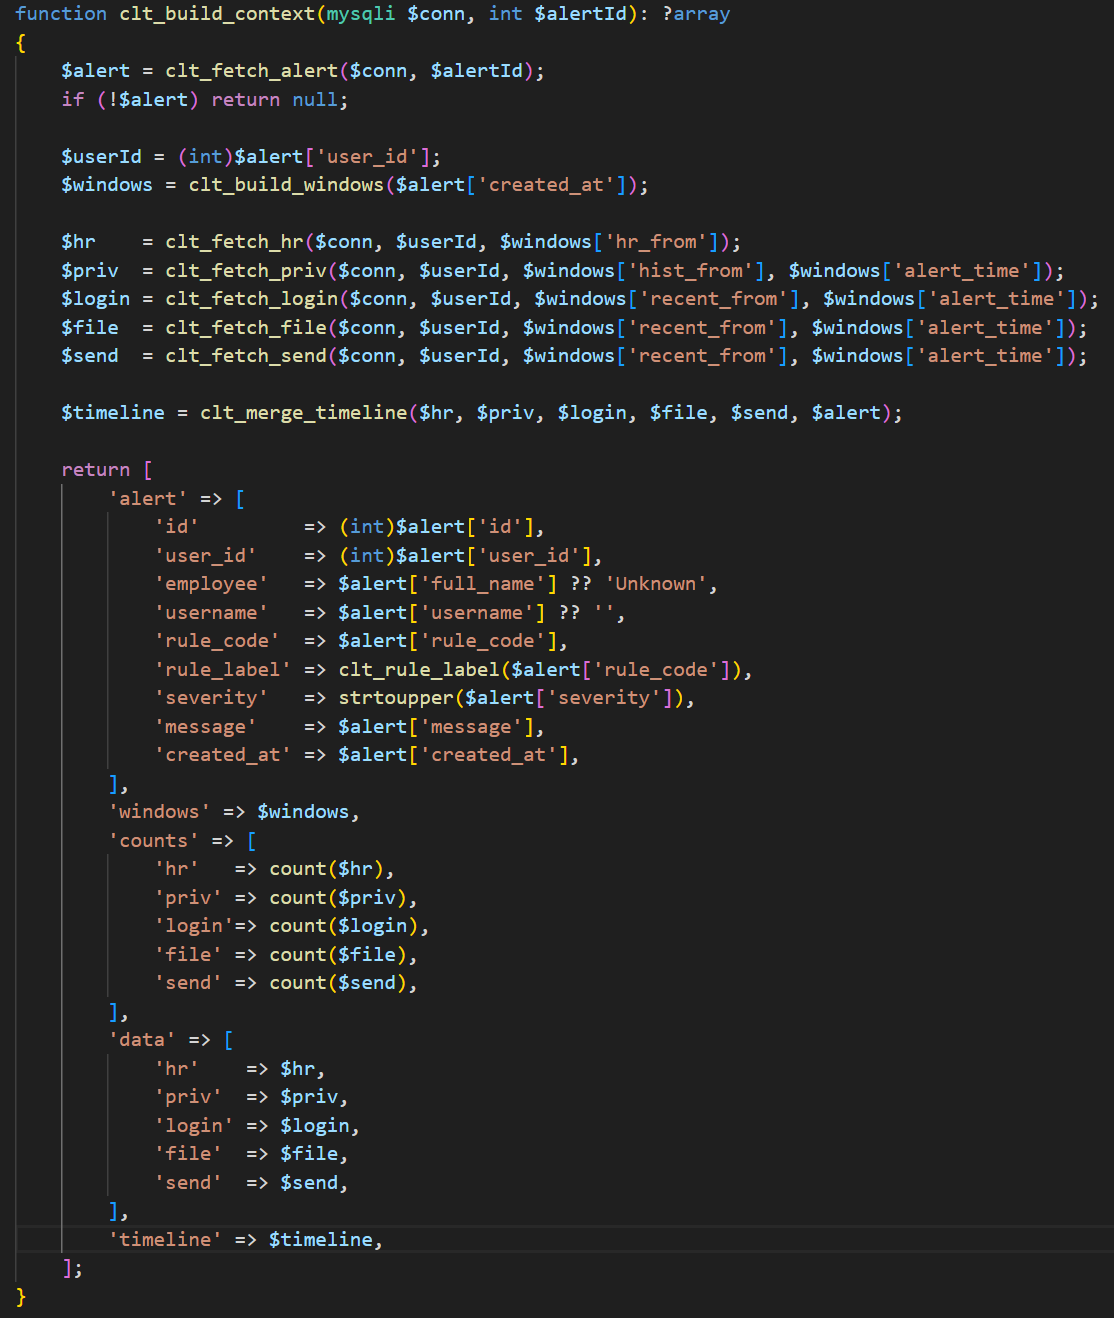 function clt_build_context(mysqli $conn, int $alertId): ?array
{
    $alert = clt_fetch_alert($conn, $alertId);
    if (!$alert) return null;

    $userId = (int)$alert['user_id'];
    $windows = clt_build_windows($alert['created_at']);

    $hr    = clt_fetch_hr($conn, $userId, $windows['hr_from']);
    $priv  = clt_fetch_priv($conn, $userId, $windows['hist_from'], $windows['alert_time']);
    $login = clt_fetch_login($conn, $userId, $windows['recent_from'], $windows['alert_time']);
    $file  = clt_fetch_file($conn, $userId, $windows['recent_from'], $windows['alert_time']);
    $send  = clt_fetch_send($conn, $userId, $windows['recent_from'], $windows['alert_time']);

    $timeline = clt_merge_timeline($hr, $priv, $login, $file, $send, $alert);

    return [
        'alert' => [
            'id'         => (int)$alert['id'],
            'user_id'    => (int)$alert['user_id'],
            'employee'   => $alert['full_name'] ?? 'Unknown',
            'username'   => $alert['username'] ?? '',
            'rule_code'  => $alert['rule_code'],
            'rule_label' => clt_rule_label($alert['rule_code']),
            'severity'   => strtoupper($alert['severity']),
            'message'    => $alert['message'],
            'created_at' => $alert['created_at'],
        ],
        'windows' => $windows,
        'counts' => [
            'hr'   => count($hr),
            'priv' => count($priv),
            'login'=> count($login),
            'file' => count($file),
            'send' => count($send),
        ],
        'data' => [
            'hr'    => $hr,
            'priv'  => $priv,
            'login' => $login,
            'file'  => $file,
            'send'  => $send,
        ],
        'timeline' => $timeline,
    ];
}